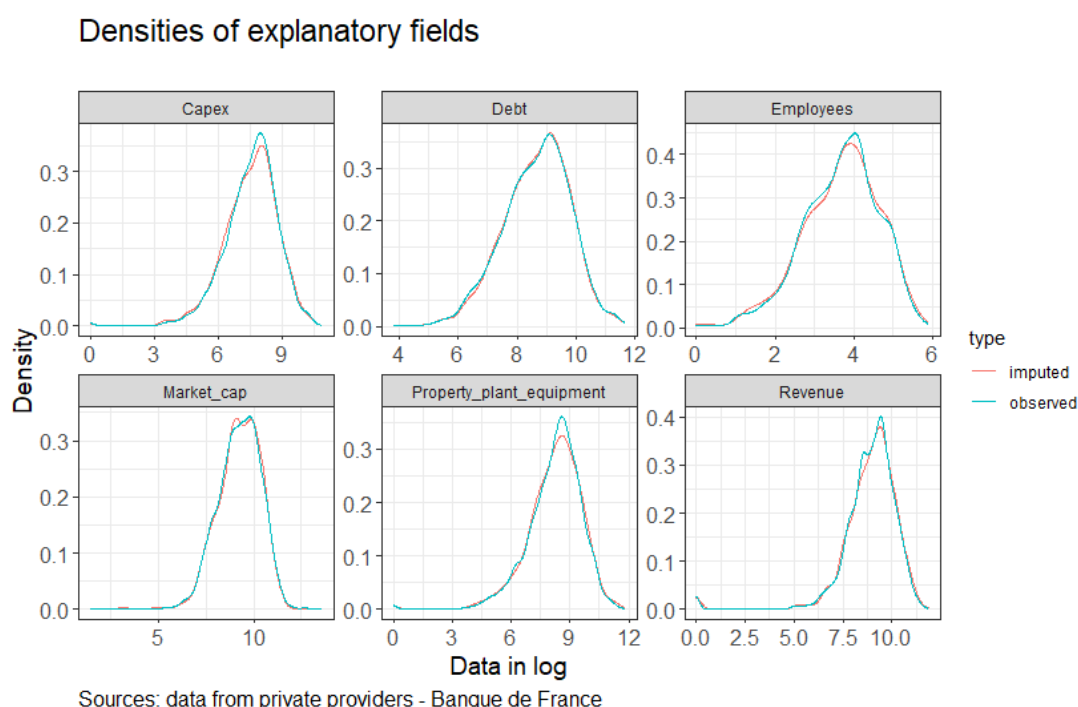 Densities of explanatory fields
Capex
Debt
Employees
0.3
0.2
0.1
0.0
0 3 6 9
0.3
0.2
0.1
0.0
4 6 8 10 12
0.4
0.3
0.2
0.1
0.0
0 2 4 6
Density
Market_cap
Property_plant_equipment
Revenue
0.3
0.2
0.1
0.0
5 10
0.3
0.2
0.1
0.0
0 3 6 9 12
0.4
0.3
0.2
0.1
0.0
0.0 2.5 5.0 7.5 10.0
Data in log
type
imputed
observed
Sources: data from private providers - Banque de France